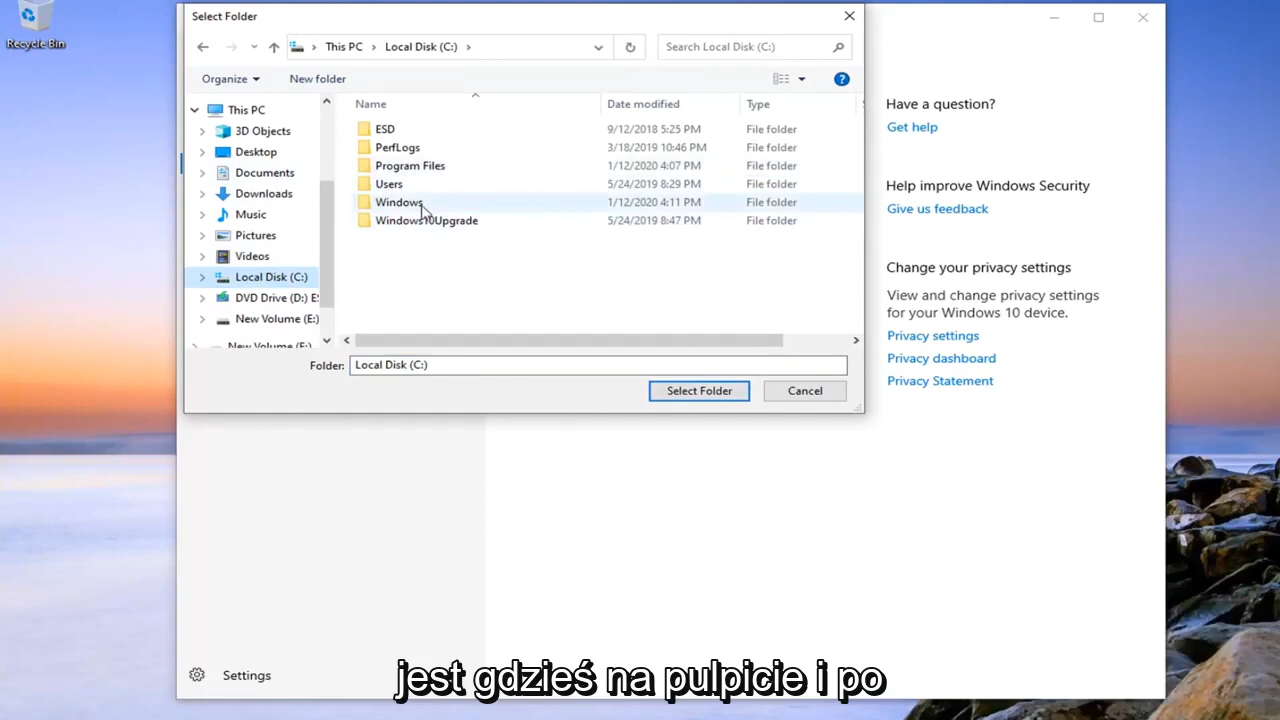 Recycle Bin
Select Folder
This PC > Local Disk (C:) >
Search Local Disk (C:)
Organize
New folder
This PC
3D Objects
Desktop
Documents
Downloads
Music
Pictures
Videos
Local Disk (C:)
DVD Drive (D:) ES
New Volume (E:)
New Volume (E:)
Name Date modified Type
ESD 9/12/2018 5:25 PM File folder
PerfLogs 3/18/2019 10:46 PM File folder
Program Files 1/12/2020 4:07 PM File folder
Users 5/24/2019 8:29 PM File folder
Windows 1/12/2020 4:11 PM File folder
Windows10Upgrade 5/24/2019 8:47 PM File folder
Folder: Local Disk (C:)
Select Folder
Cancel
Have a question?
Get help
Help improve Windows Security
Give us feedback
Change your privacy settings
View and change privacy settings
for your Windows 10 device.
Privacy settings
Privacy dashboard
Privacy Statement
Settings
jest gdzieś na pulpicie i po